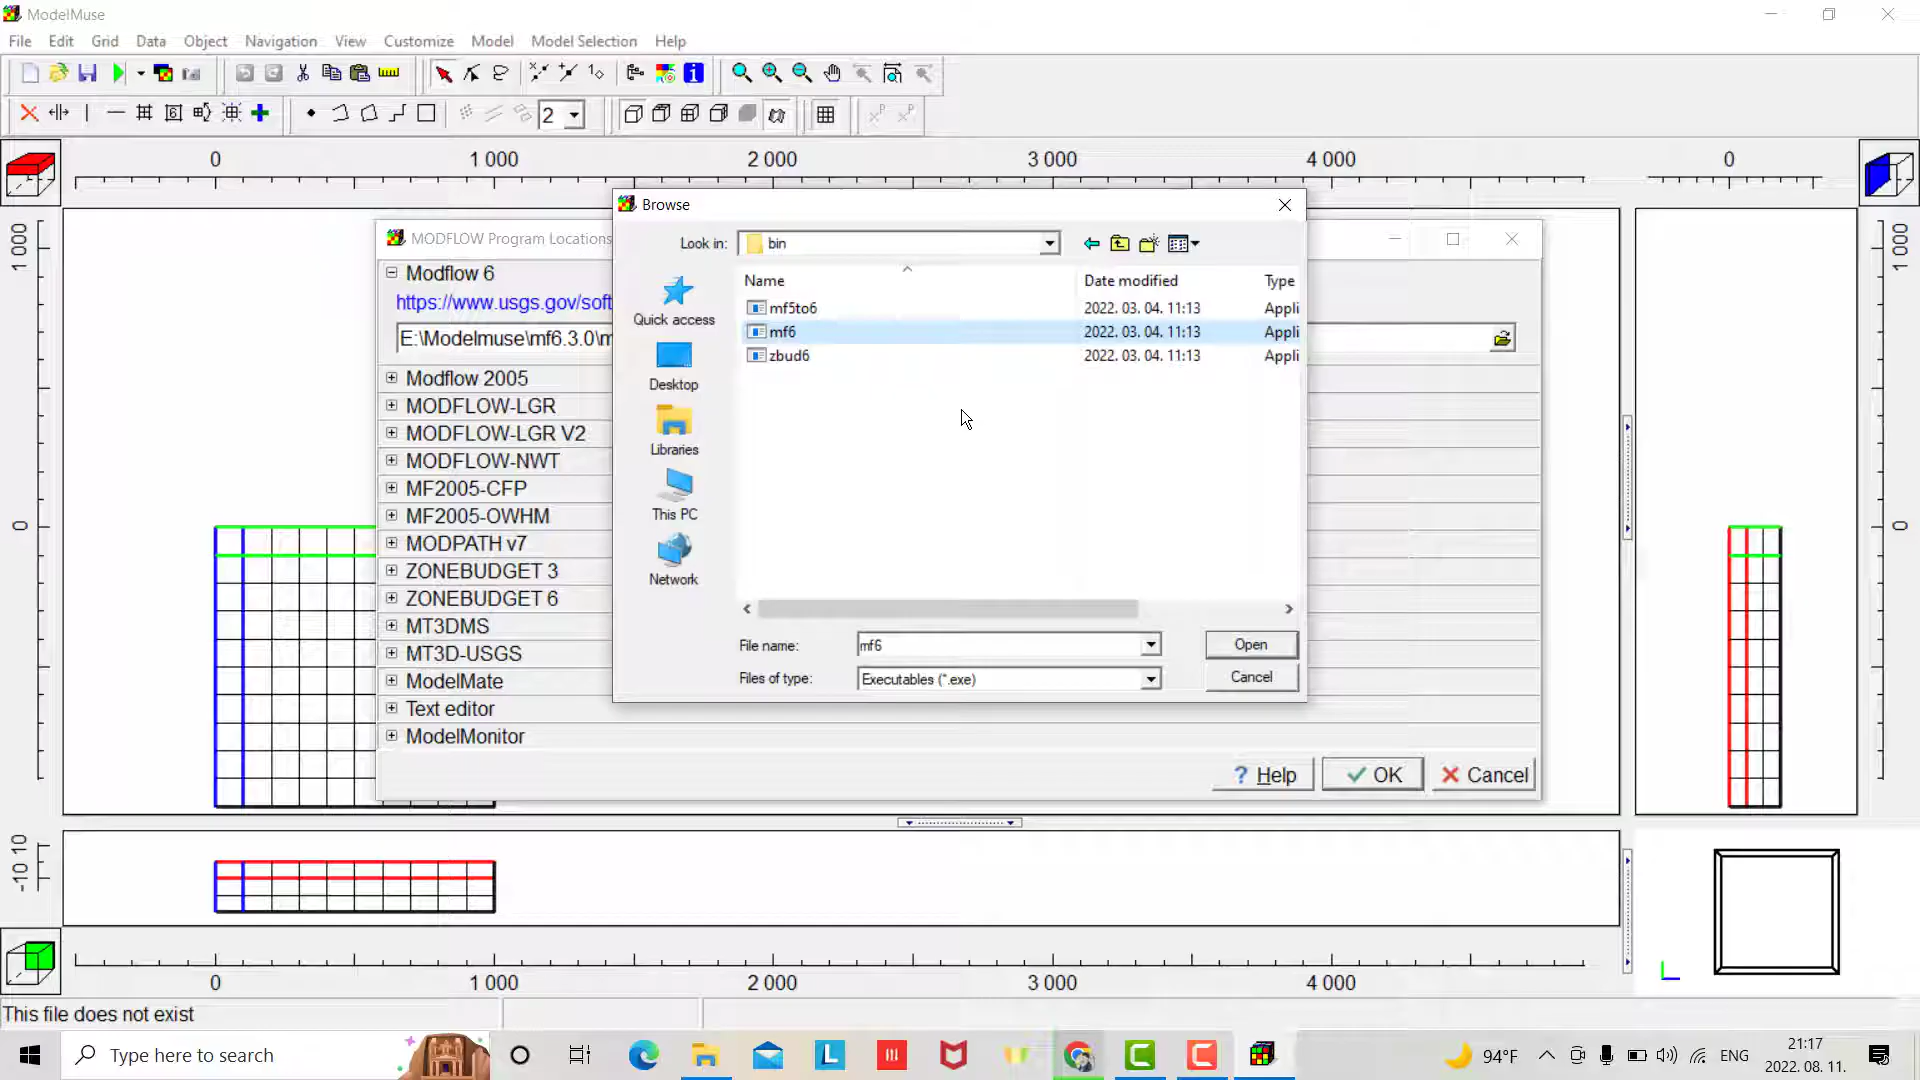 ModelMuse
File Edit Grid Data Object Navigation View Customize Model Model Selection Help
2
0 1 000 2 000 3 000 4 000 0
1 000
0
1 000
0
MODFLOW Program Locations
Modflow 6
https://www.usgs.gov/soft
E:\Modelmuse\mf6.3.0\m
Modflow 2005
MODFLOW-LGR
MODFLOW-LGR V2
MODFLOW-NWT
MF2005-CFP
MF2005-OWHM
MODPATH v7
ZONEBUDGET 3
ZONEBUDGET 6
MT3DMS
MT3D-USGS
ModelMate
Text editor
ModelMonitor
Help OK Cancel
Browse
Look in: bin
Quick access
Desktop
Libraries
This PC
Network
Name Date modified Type
mf5to6 2022. 03. 04. 11:13 Appli
mf6 2022. 03. 04. 11:13 Appli
zbud6 2022. 03. 04. 11:13 Appli
File name: mf6 Open
Files of type: Executables (*.exe) Cancel
-10 10
0 1 000 2 000 3 000 4 000
This file does not exist
Type here to search
94°F ENG
21:17
2022. 08. 11.